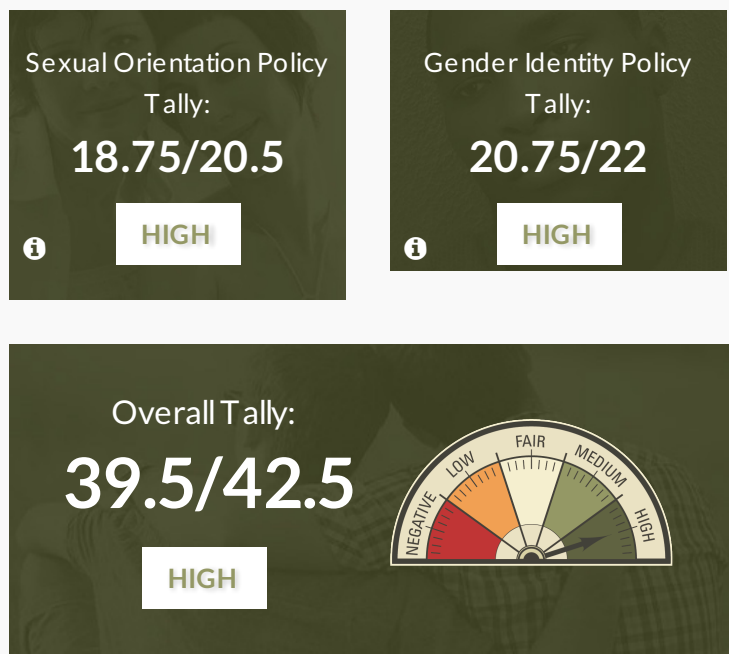 Sexual Orientation Policy
Tally:
18.75/20.5
HIGH
Gender Identity Policy
Tally:
20.75/22
HIGH
Overall Tally:
39.5/42.5
HIGH
NEGATIVE
LOW
FAIR
MEDIUM
HIGH